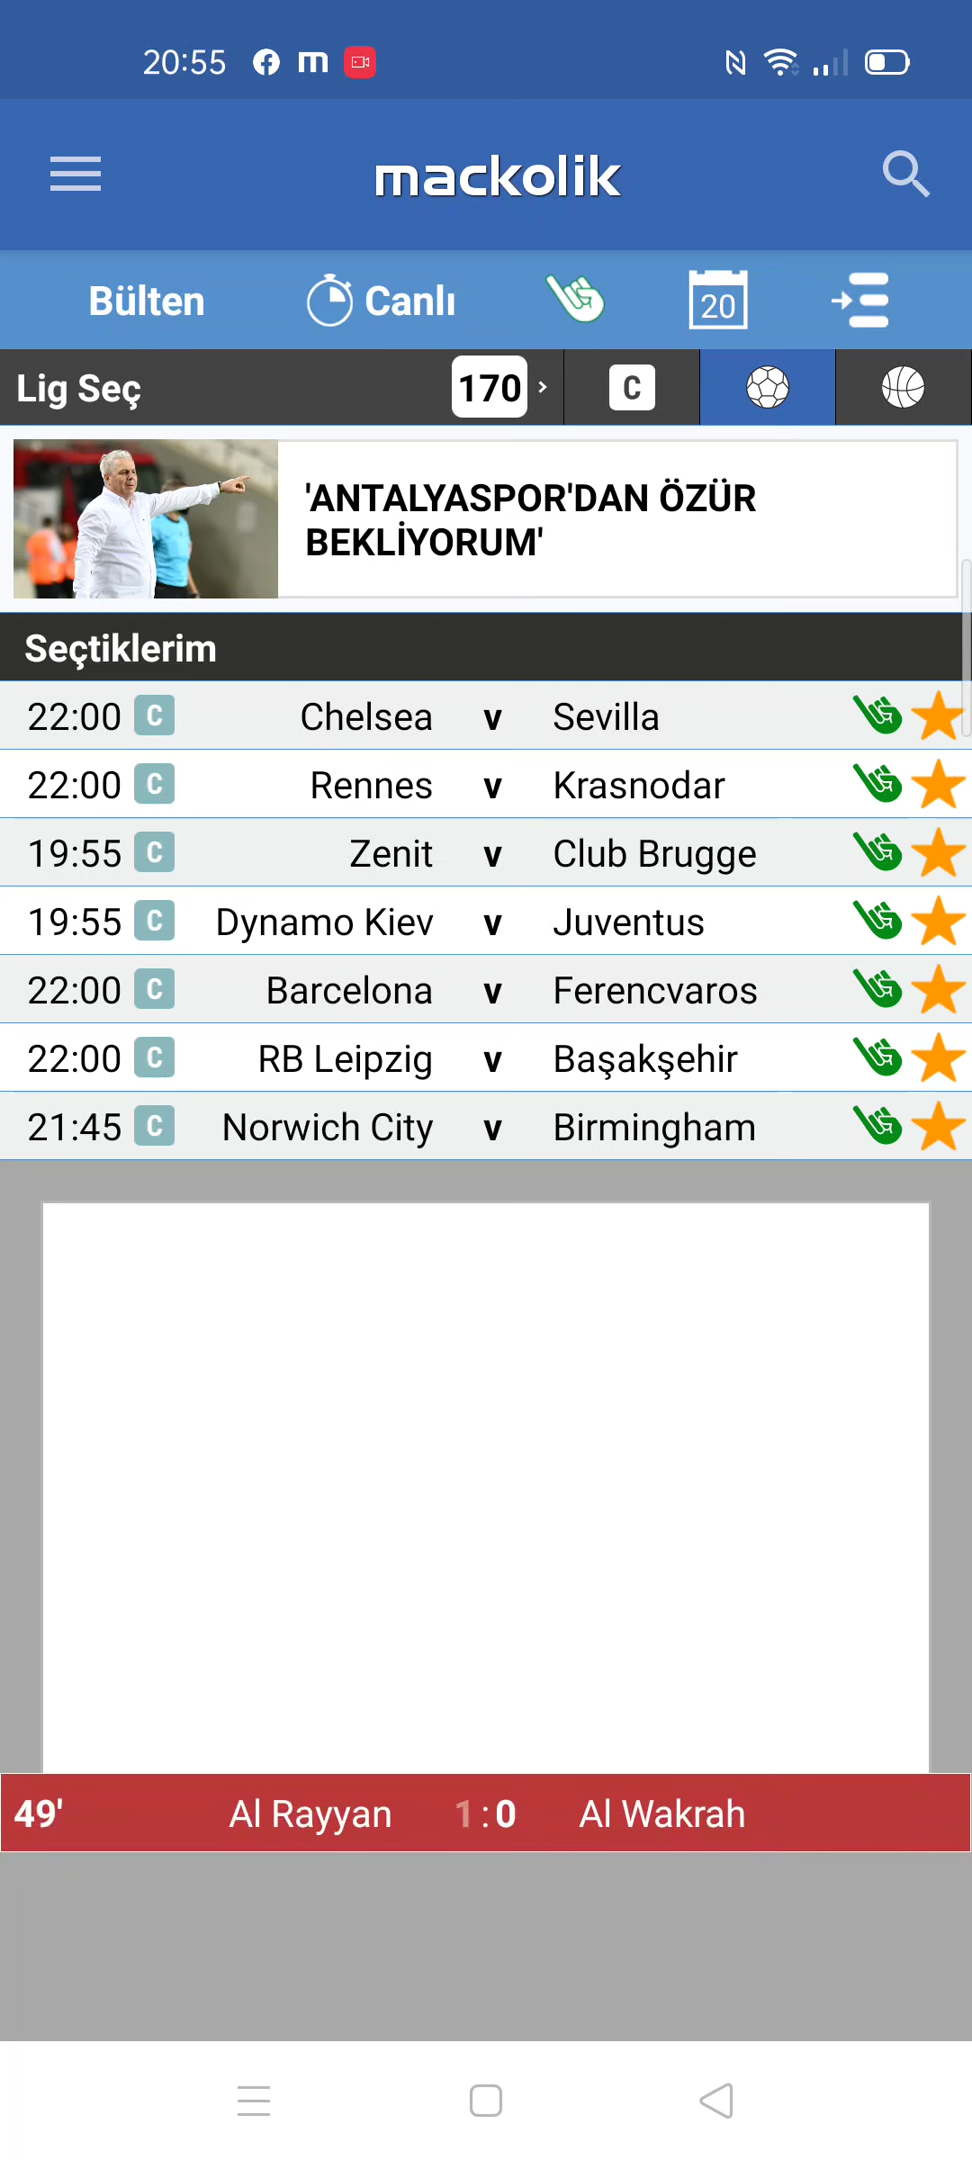 20:55
mackolik
Bülten Canlı 20
Lig Seç 170 C
'ANTALYASPOR'DAN ÖZÜR
BEKLİYORUM'
Seçtiklerim
22:00 C Chelsea v Sevilla
22:00 C Rennes v Krasnodar
19:55 C Zenit v Club Brugge
19:55 C Dynamo Kiev v Juventus
22:00 C Barcelona v Ferencvaros
22:00 C RB Leipzig v Başakşehir
21:45 C Norwich City v Birmingham
49' Al Rayyan 1 : 0 Al Wakrah